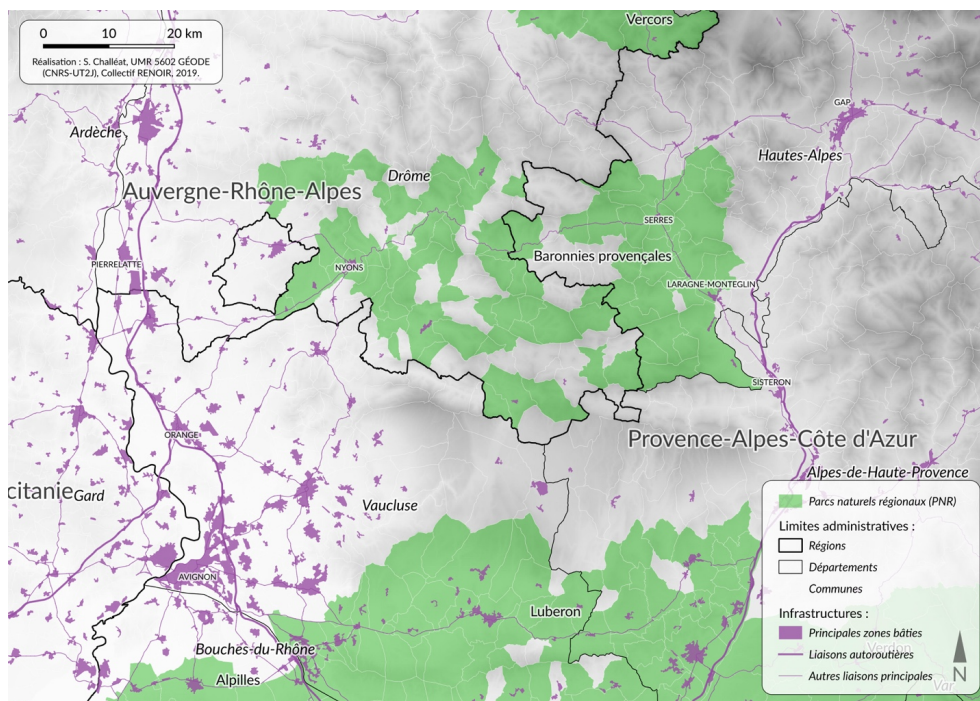 Vercors
0 10 20 km
Réalisation : S. Challéat, UMR 5602 GÉODE
(CNRS-UT2J), Collectif RENOIR, 2019.
GAP
Ardèche
Hautes-Alpes
Drôme
Auvergne-Rhône-Alpes
SERRES
Baronnies provençales
PIERRELATTE
NYONS
LARAGNE-MONTEGLIN
SISTERON
ORANGE
Provence-Alpes-Côte d'Azur
Alpes-de-Haute-Provence
citanie
Gard
Vaucluse
Parcs naturels régionaux (PNR)
Limites administratives :
Régions
Départements
Communes
AVIGNON
Luberon
Infrastructures :
Principales zones bâties
Verdon
Liaisons autoroutières
Bouches-du-Rhône
Alpilles
Autres liaisons principales
N
Var